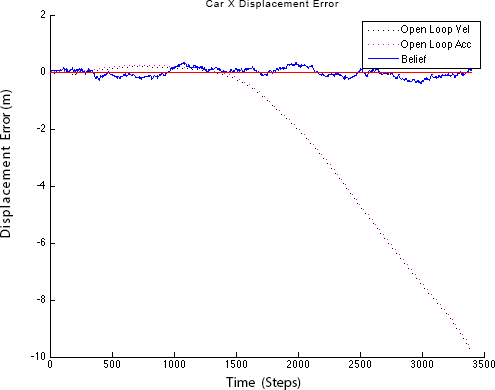 Car X Displacement Error
Open Loop Vel
Open Loop Acc
Belief
2
0
-2
-4
-6
-8
-10
Displacement Error (m)
0 500 1000 1500 2000 2500 3000 3500
Time (Steps)